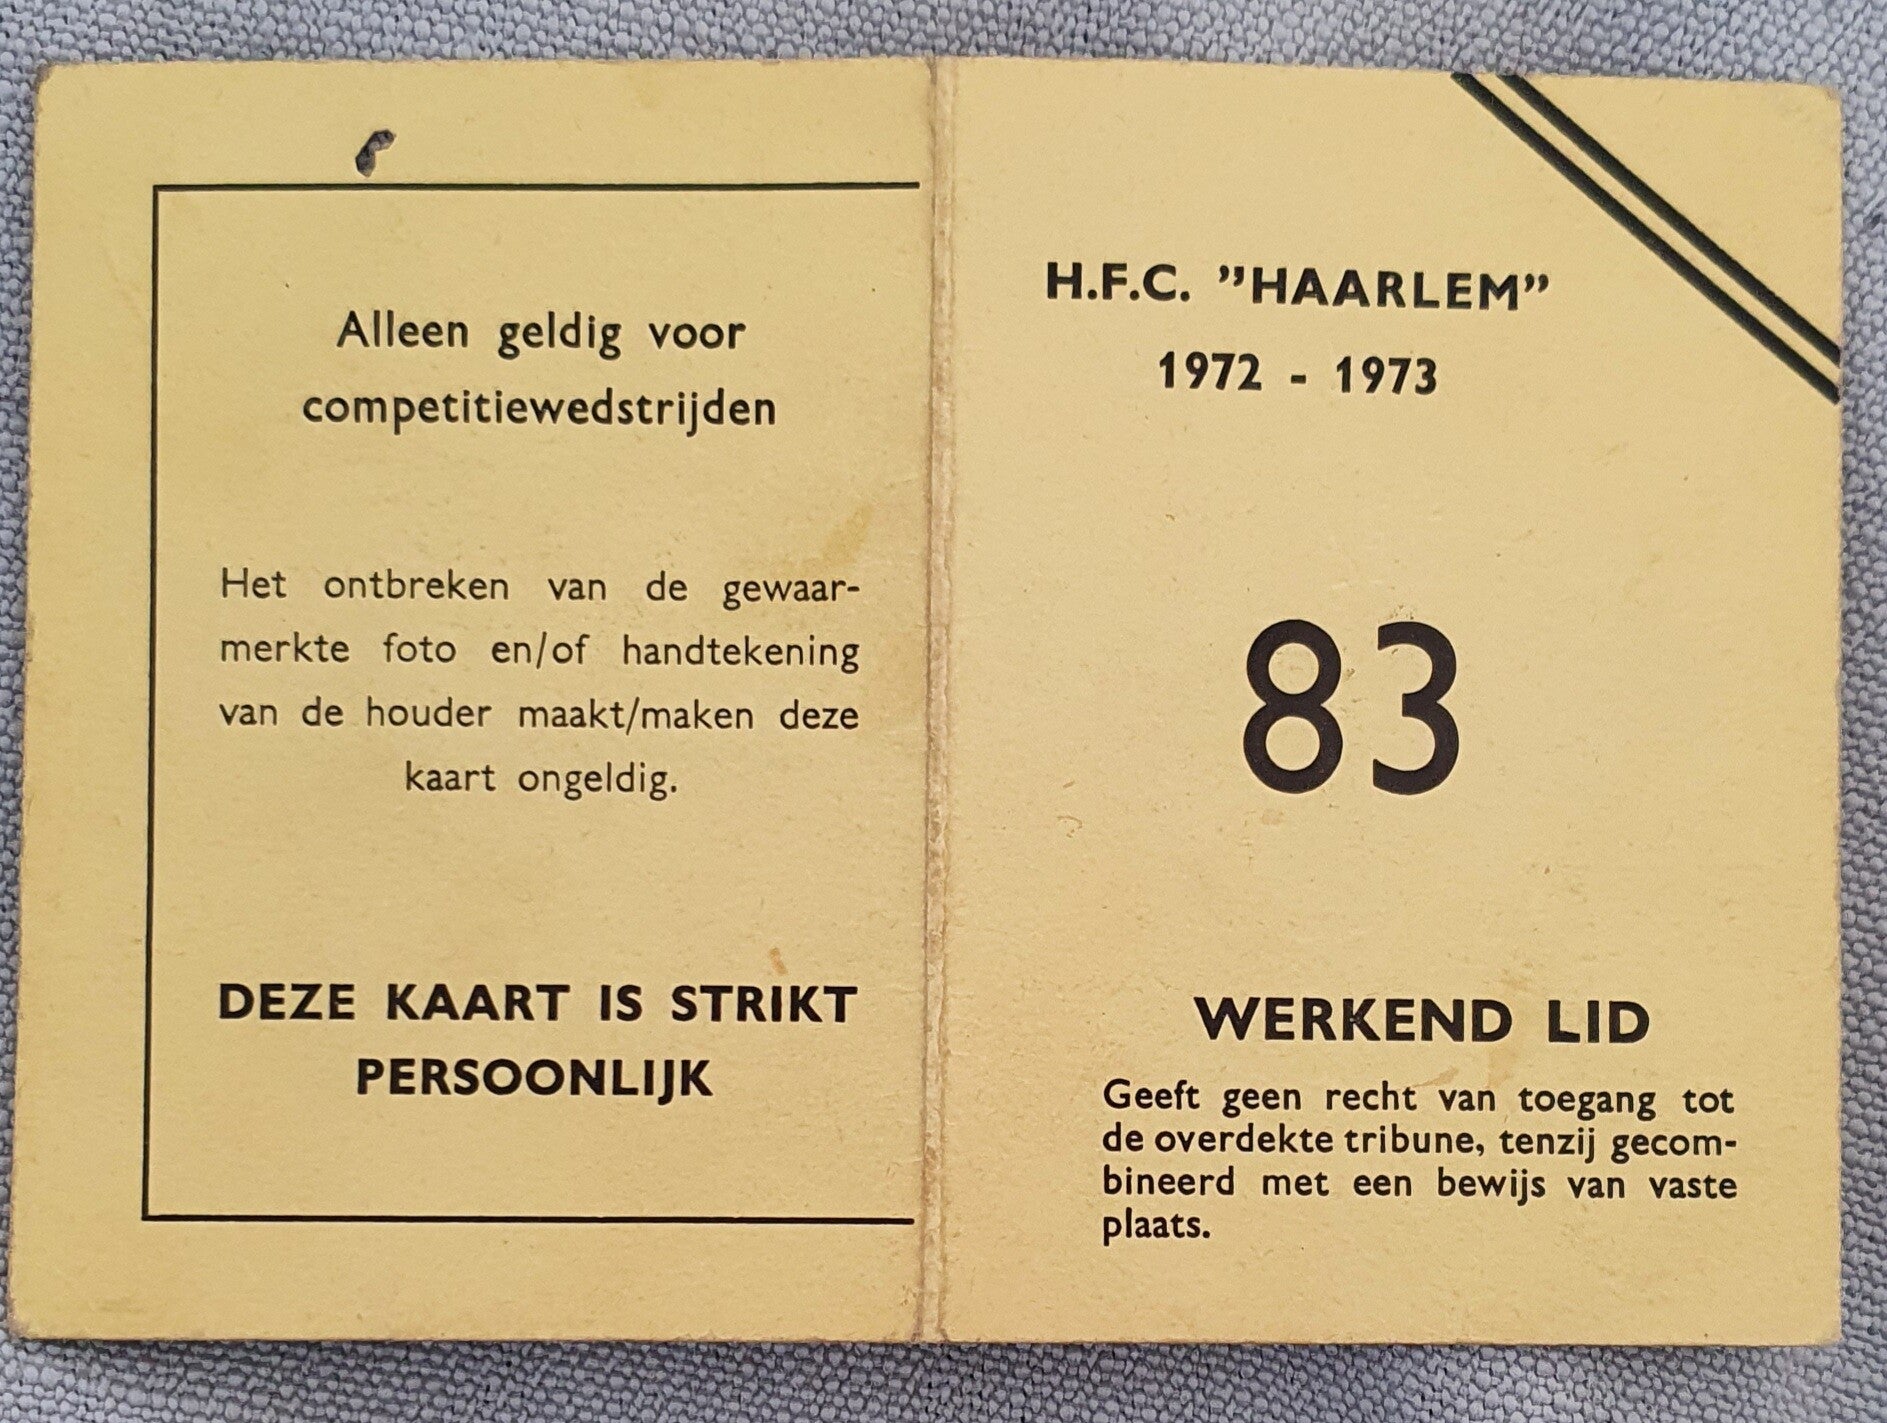 Alleen geldig voor
competitiewedstrijden
Het ontbreken van de gewaar-
merkte foto en/of handtekening
van de houder maakt/maken deze
kaart ongeldig.
DEZE KAART IS STRIKT
PERSOONLIJK
H.F.C. ”HAARLEM”
1972 - 1973
83
WERKEND LID
Geeft geen recht van toegang tot
de overdekte tribune, tenzij gecom-
bineerd met een bewijs van vaste
plaats.